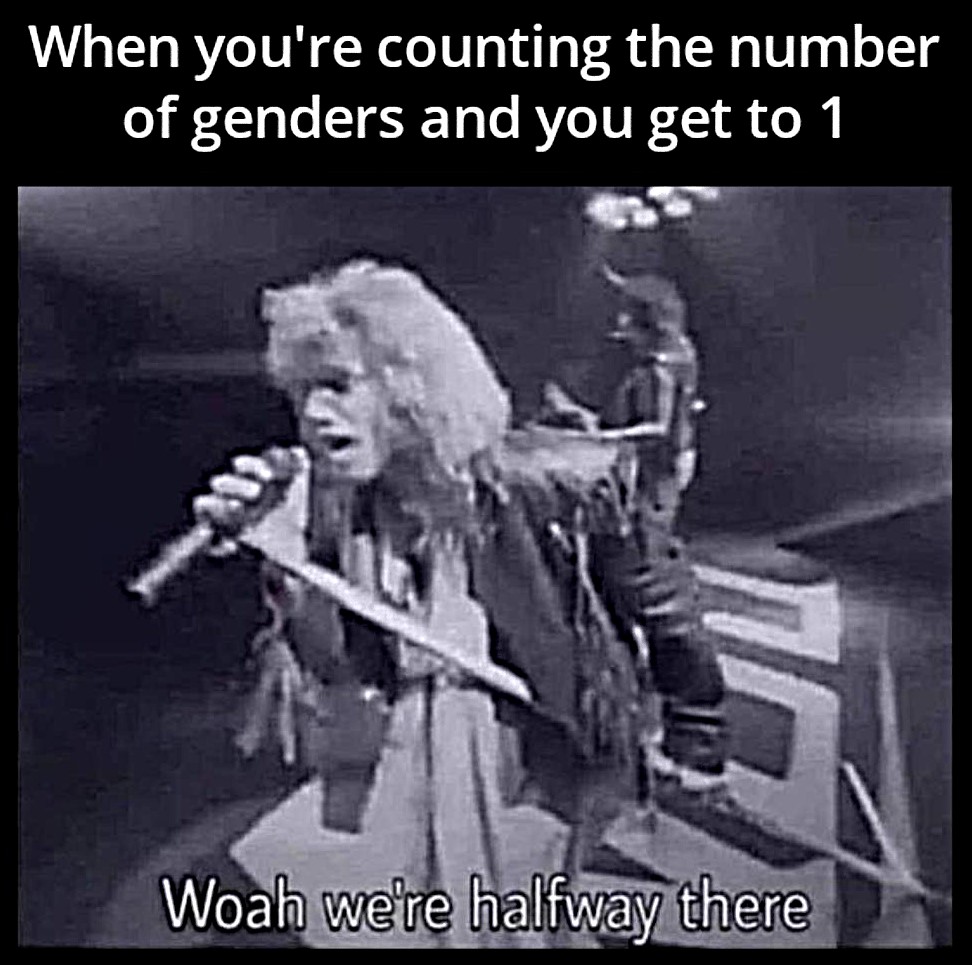 When you're counting the number
of genders and you get to 1
Woah we're halfway there